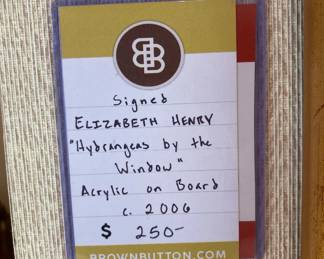 BB
Signed
ELIZABETH HENRY
"Hydrangeas by the
Window"
Acrylic on Board
c. 2006
$ 250-
BROWNBUTTON.COM